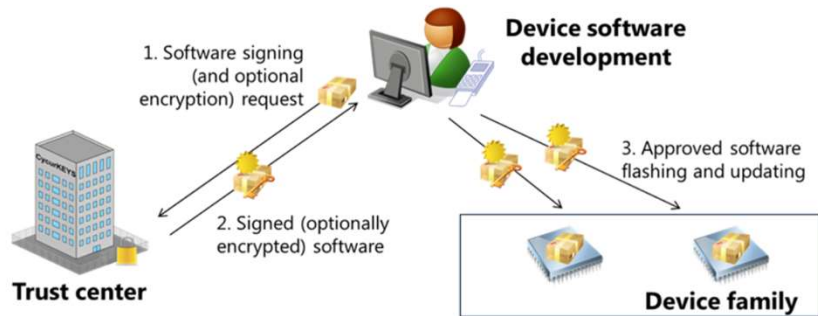 Device software
development
1. Software signing
(and optional
encryption) request
CycurKEYS
3. Approved software
flashing and updating
2. Signed (optionally
encrypted) software
Trust center
Device family